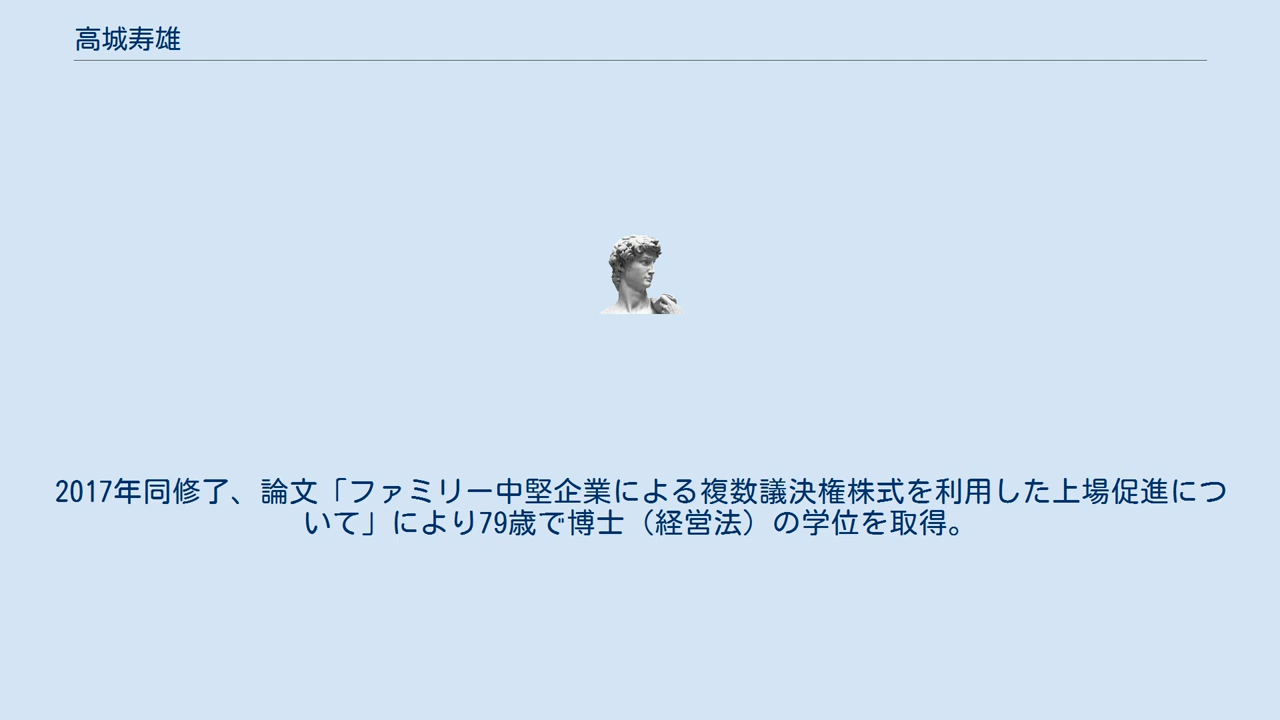 高城寿雄
2017年同修了、論文「ファミリー中堅企業による複数議決権株式を利用した上場促進につ
いて」により79歳で博士（経営法）の学位を取得。